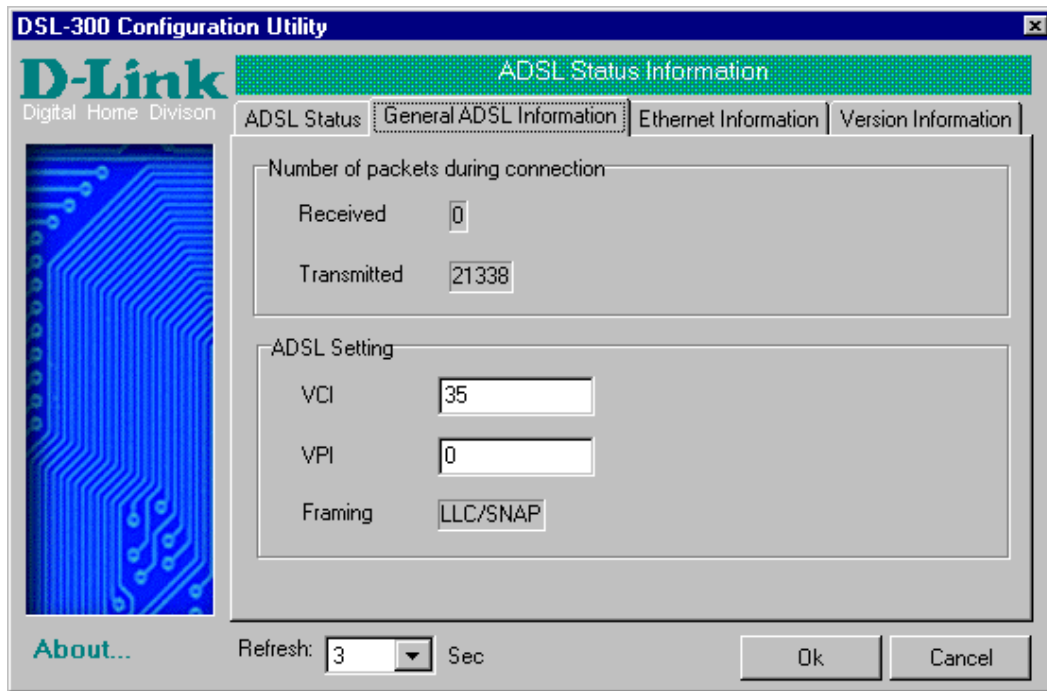 DSL-300 Configuration Utility
D-Link
Digital Home Divison
ADSL Status Information
ADSL Status
General ADSL Information
Ethernet Information
Version Information
Number of packets during connection
Received 0
Transmitted 21338
ADSL Setting
VCI 35
VPI 0
Framing LLC/SNAP
About...
Refresh: 3 Sec
Ok
Cancel